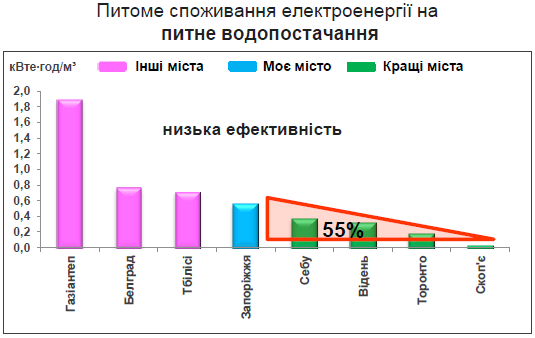 Питоме споживання електроенергії на
питне водопостачання
кВте·год/м³
Інші міста
Моє місто
Кращі міста
2,0
1,8
1,6
1,4
1,2
1,0
0,8
0,6
0,4
0,2
0,0
низька ефективність
55%
Газіантеп
Белград
Тбілісі
Запоріжжя
Себу
Відень
Торонто
Скоп'є